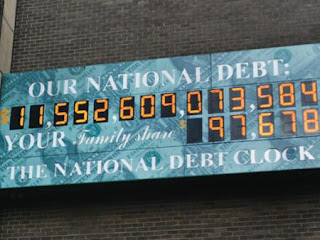 OUR NATIONAL DEBT:
$11,552,609,073,584
YOUR Family share $97,678
THE NATIONAL DEBT CLOCK